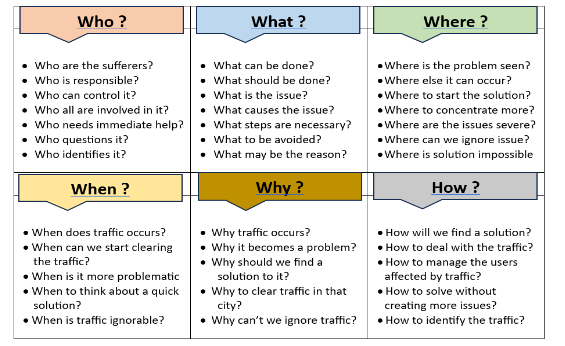 Who ?
What ?
Where ?
• Who are the sufferers?
• Who is responsible?
• Who can control it?
• Who all are involved in it?
• Who needs immediate help?
• Who questions it?
• Who identifies it?
• What can be done?
• What should be done?
• What is the issue?
• What causes the issue?
• What steps are necessary?
• What to be avoided?
• What may be the reason?
• Where is the problem seen?
• Where else it can occur?
• Where to start the solution?
• Where to concentrate more?
• Where are the issues severe?
• Where can we ignore issue?
• Where is solution impossible
When ?
Why ?
How ?
• When does traffic occurs?
• When can we start clearing
the traffic?
• When is it more problematic
• When to think about a quick
solution?
• When is traffic ignorable?
• Why traffic occurs?
• Why it becomes a problem?
• Why should we find a
solution to it?
• Why to clear traffic in that
city?
• Why can't we ignore traffic?
• How will we find a solution?
• How to deal with the traffic?
• How to manage the users
affected by traffic?
• How to solve without
creating more issues?
• How to identify the traffic?